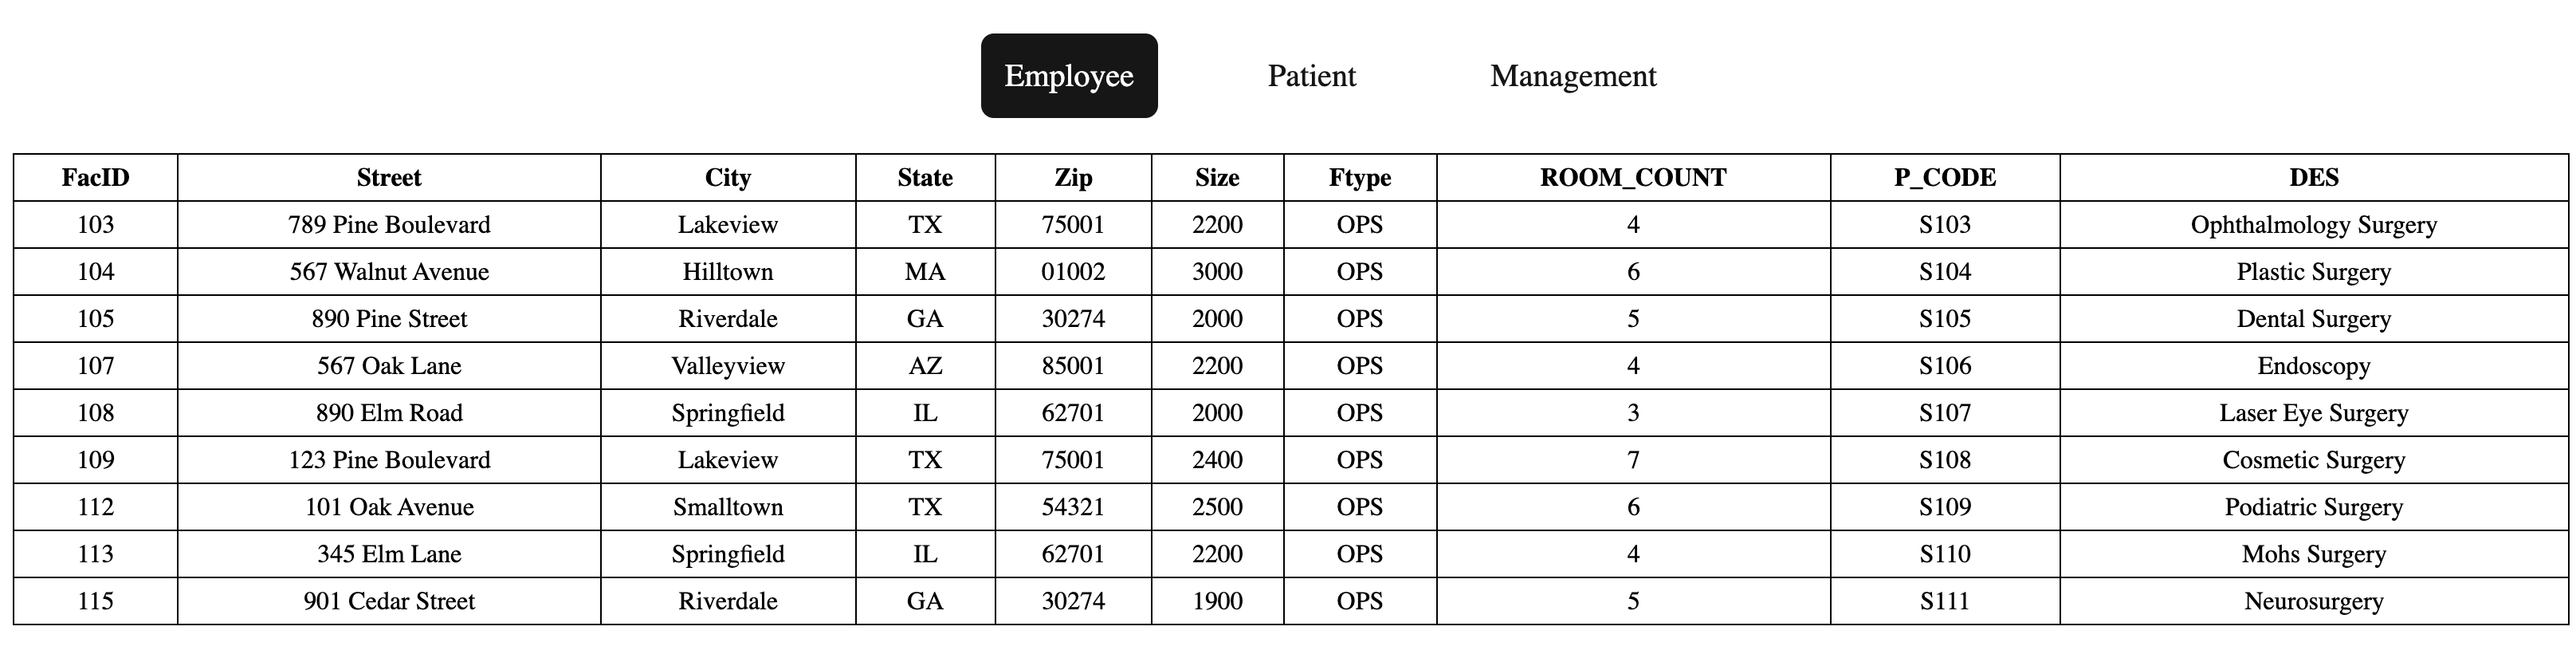 Employee Patient Management
FacID Street City State Zip Size Ftype ROOM_COUNT P_CODE DES
103 789 Pine Boulevard Lakeview TX 75001 2200 OPS 4 S103 Ophthalmology Surgery
104 567 Walnut Avenue Hilltown MA 01002 3000 OPS 6 S104 Plastic Surgery
105 890 Pine Street Riverdale GA 30274 2000 OPS 5 S105 Dental Surgery
107 567 Oak Lane Valleyview AZ 85001 2200 OPS 4 S106 Endoscopy
108 890 Elm Road Springfield IL 62701 2000 OPS 3 S107 Laser Eye Surgery
109 123 Pine Boulevard Lakeview TX 75001 2400 OPS 7 S108 Cosmetic Surgery
112 101 Oak Avenue Smalltown TX 54321 2500 OPS 6 S109 Podiatric Surgery
113 345 Elm Lane Springfield IL 62701 2200 OPS 4 S110 Mohs Surgery
115 901 Cedar Street Riverdale GA 30274 1900 OPS 5 S111 Neurosurgery